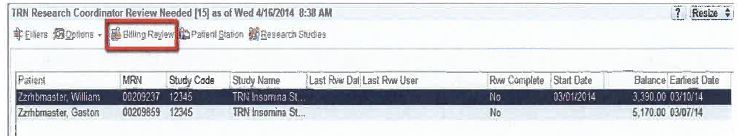 TRN Research Coordinator Review Needed [15] as of Wed 4/16/2014 8:38 AM ? Resize
Filters Options Billing Review Patient Station Research Studies
Patient MRN Study Code Study Name Last Rvw Dat Last Rvw User Rvw Complete Start Date Balance Earliest Date
Zzrhbmaster, William 00209237 12345 TRN Insomina St... No 03/01/2014 3,390.00 03/10/14
Zzrhbmaster, Gaston 00209859 12345 TRN Insomina St... No 5,170.00 03/07/14